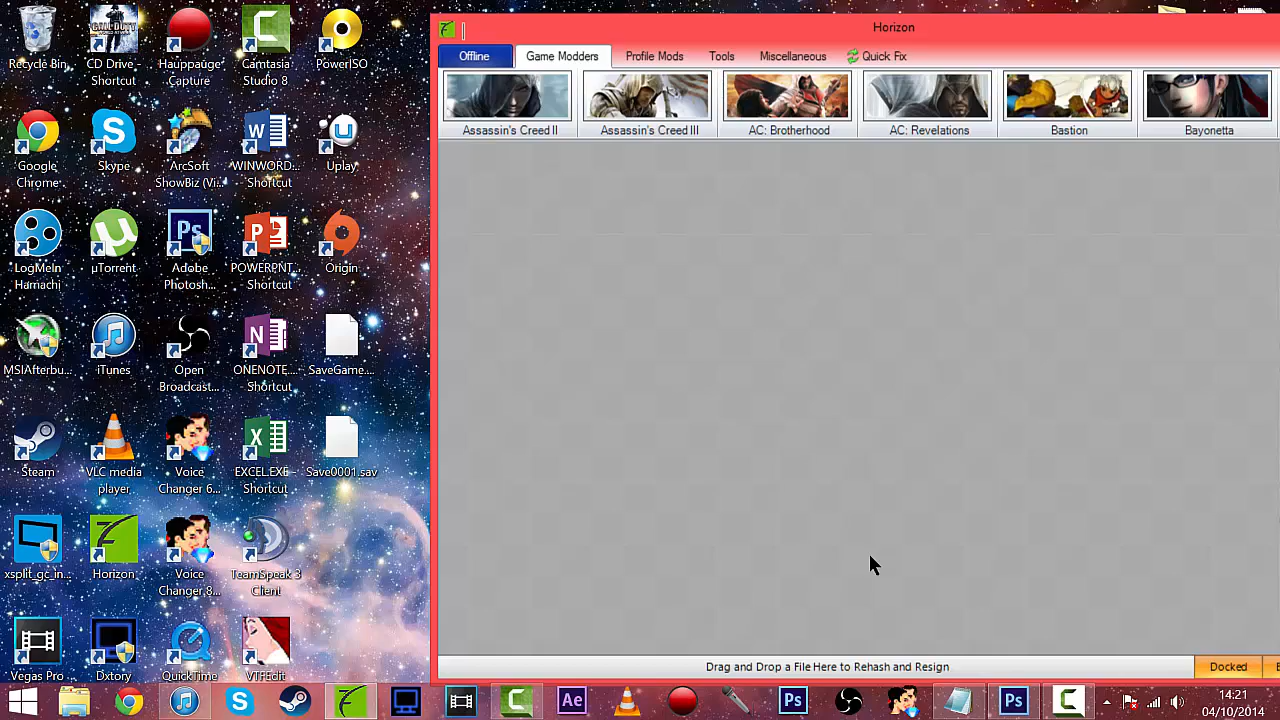 Horizon
Offline
Game Modders
Profile Mods
Tools
Miscellaneous
Quick Fix
Assassin's Creed II
Assassin's Creed III
AC: Brotherhood
AC: Revelations
Bastion
Bayonetta
Recycle Bin
CD Drive -
Shortcut
Hauppauge
Capture
Camtasia
Studio 8
PowerISO
Google
Chrome
Skype
ArcSoft
ShowBiz (Vi...
WINWORD...
Shortcut
Uplay
LogMeIn
Hamachi
µTorrent
Adobe
Photosh...
POWERPNT...
Shortcut
Origin
MSIAfterbu...
iTunes
Open
Broadcast...
ONENOTE...
Shortcut
SaveGame....
Steam
VLC media
player
Voice
Changer 6...
EXCEL.EXE -
Shortcut
Save0001.sav
xsplit_gc_in...
Horizon
Voice
Changer 8...
TeamSpeak 3
Client
Vegas Pro
Dxtory
QuickTime
VTFEdit
Drag and Drop a File Here to Rehash and Resign
Docked
14:21
04/10/2014